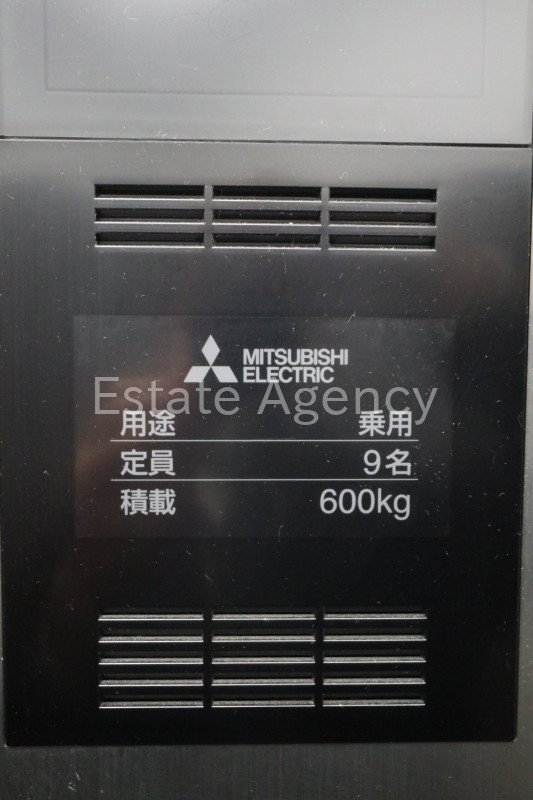 MITSUBISHI
ELECTRIC
Estate Agency
用途 乗用
定員 9名
積載 600kg